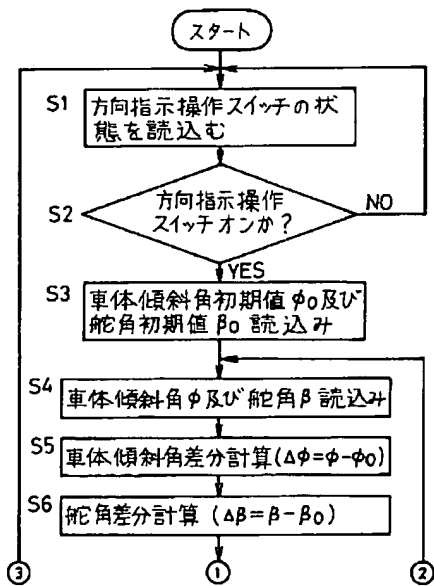 スタート
S1
方向指示操作スイッチの状
態を読込む
S2
方向指示操作
スイッチオンか?
NO
YES
S3
車体傾斜角初期値φ0及び
舵角初期値β0 読込み
S4
車体傾斜角φ及び舵角β読込み
S5
車体傾斜角差分計算(Δφ=φ-φ0)
S6
舵角差分計算 (Δβ=β-β0)
③
①
②